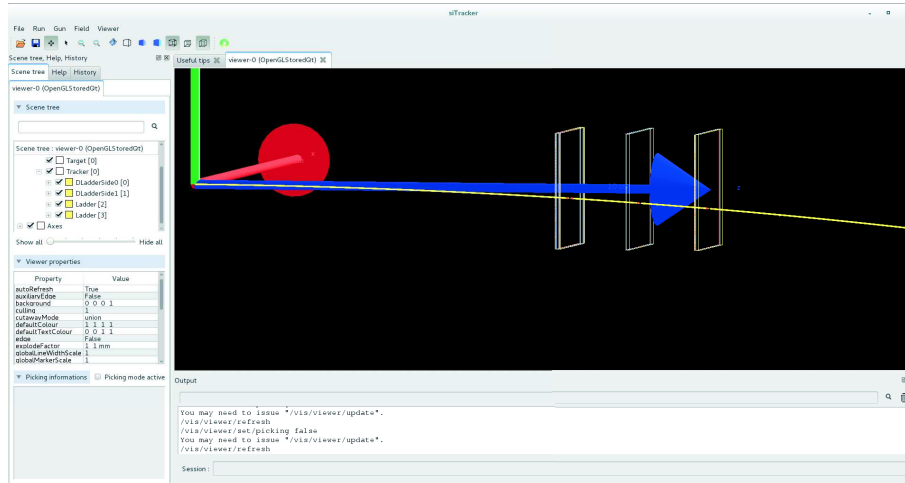 siTracker
File Run Gun Field Viewer
Scene tree, Help, History
Useful tips
viewer-0 (OpenGLStoredQt)
Scene tree Help History
viewer-0 (OpenGLStoredQt)
Scene tree
Scene tree : viewer-0 (OpenGLStoredQt)
Target [0]
Tracker [0]
DLadderSide0 [0]
DLadderSide1 [1]
Ladder [2]
Ladder [3]
Axes
Show all Hide all
Viewer properties
Property Value
autoRefresh True
auxiliaryEdge False
background 0 0 0 1
culling 1
cutawayMode union
defaultColour 1 1 1 1
defaultTextColour 0 0 1 1
edge False
explodeFactor 1 1 mm
globalLineWidthScale 1
globalMarkerScale 1
Picking informations Picking mode active
z
Output
You may need to issue "/vis/viewer/update".
/vis/viewer/refresh
/vis/viewer/set/picking false
You may need to issue "/vis/viewer/update".
/vis/viewer/refresh
Session :